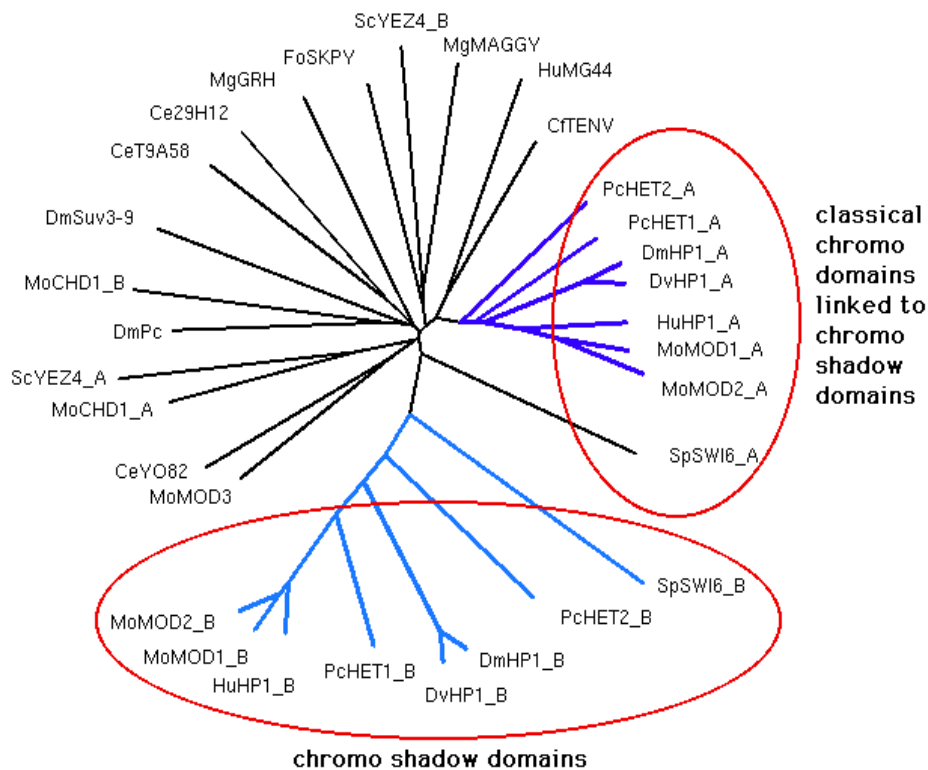 ScYEZ4_B
MgMAGGY
FoSKPY
HuMG44
MgGRH
Ce29H12
CfTENV
CeT9A58
PcHET2_A
DmSuv3-9
PcHET1_A
DmHP1_A
DvHP1_A
MoCHD1_B
HuHP1_A
DmPc
MoMOD1_A
ScYEZ4_A
MoMOD2_A
MoCHD1_A
classical
chromo
domains
linked to
chromo
shadow
domains
SpSWI6_A
CeYO82
MoMOD3
SpSWI6_B
PcHET2_B
MoMOD2_B
MoMOD1_B
HuHP1_B
PcHET1_B
DmHP1_B
DvHP1_B
chromo shadow domains